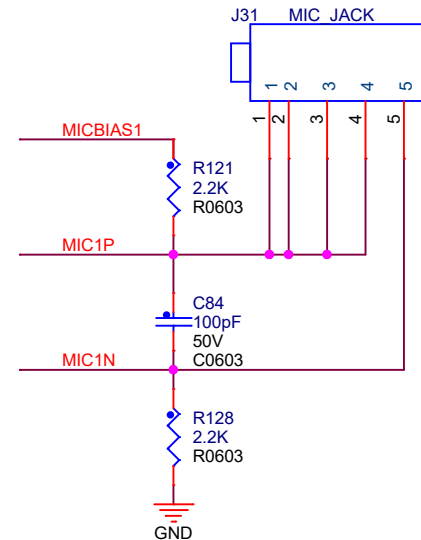 J31 MIC JACK
1 2 3 4 5
1 2 3 4 5
MICBIAS1
R121
2.2K
R0603
MIC1P
C84
100pF
50V
C0603
MIC1N
R128
2.2K
R0603
GND